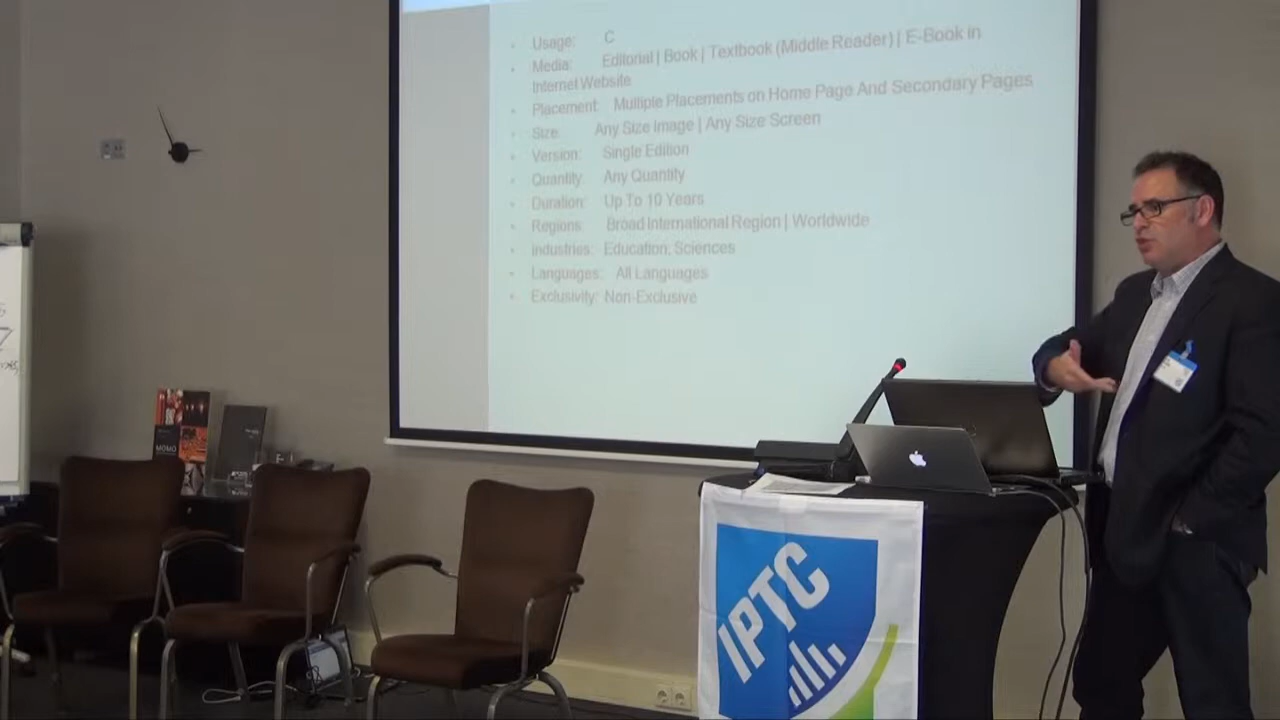 Usage: C
Media: Editorial | Book | Textbook (Middle Reader) | E-Book in
Internet Website
Placement: Multiple Placements on Home Page And Secondary Pages
Size: Any Size Image | Any Size Screen
Version: Single Edition
Quantity: Any Quantity
Duration: Up To 10 Years
Regions: Broad International Region | Worldwide
Industries: Education; Sciences
Languages: All Languages
Exclusivity: Non-Exclusive
MOMO
IPTC